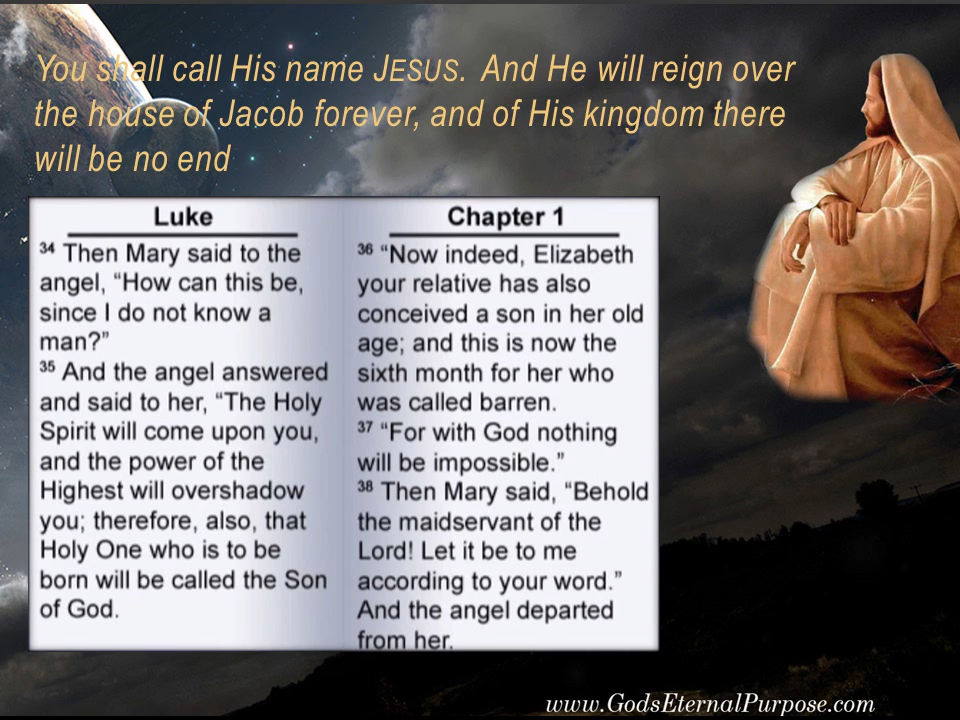 You shall call His name JESUS. And He will reign over
the house of Jacob forever, and of His kingdom there
will be no end
Luke
34 Then Mary said to the
angel, “How can this be,
since I do not know a
man?”
35 And the angel answered
and said to her, “The Holy
Spirit will come upon you,
and the power of the
Highest will overshadow
you; therefore, also, that
Holy One who is to be
born will be called the Son
of God.
Chapter 1
36 “Now indeed, Elizabeth
your relative has also
conceived a son in her old
age; and this is now the
sixth month for her who
was called barren.
37 “For with God nothing
will be impossible.”
38 Then Mary said, “Behold
the maidservant of the
Lord! Let it be to me
according to your word.”
And the angel departed
from her.
www.GodsEternalPurpose.com